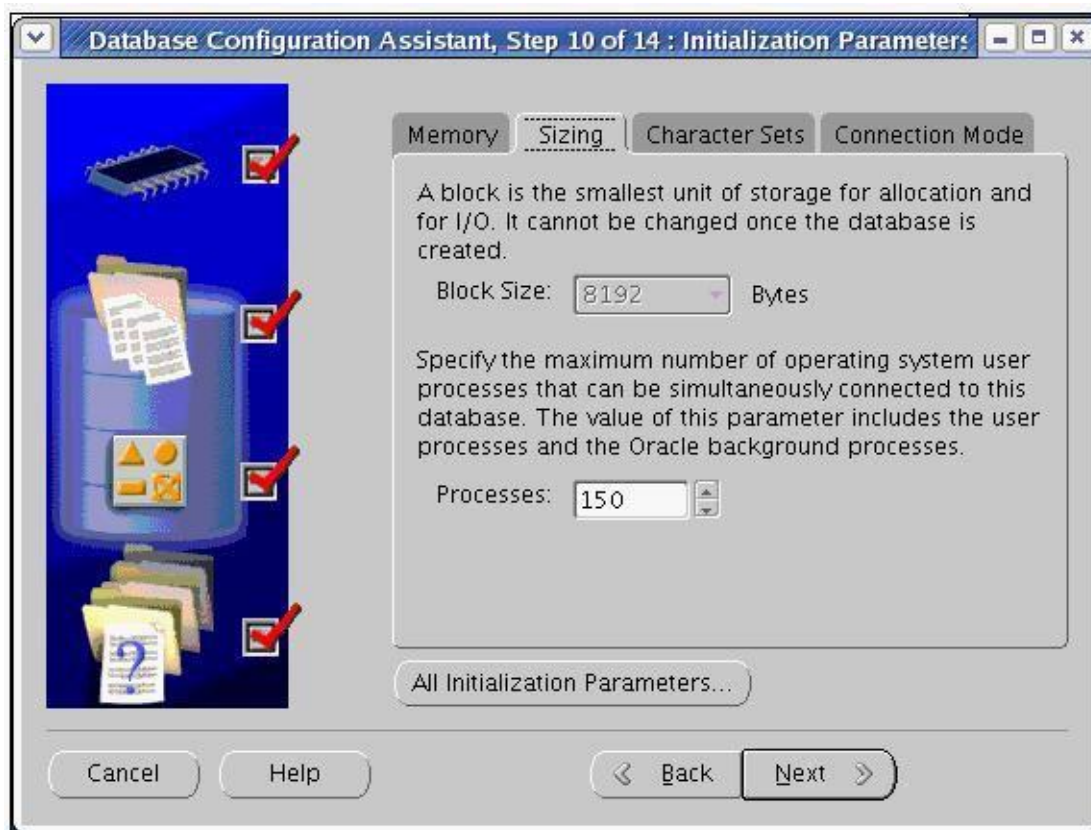 Database Configuration Assistant, Step 10 of 14 : Initialization Parameters
Memory
Sizing
Character Sets
Connection Mode
A block is the smallest unit of storage for allocation and
for I/O. It cannot be changed once the database is
created.
Block Size: 8192 Bytes
Specify the maximum number of operating system user
processes that can be simultaneously connected to this
database. The value of this parameter includes the user
processes and the Oracle background processes.
Processes: 150
?
All Initialization Parameters...
Cancel
Help
Back
Next